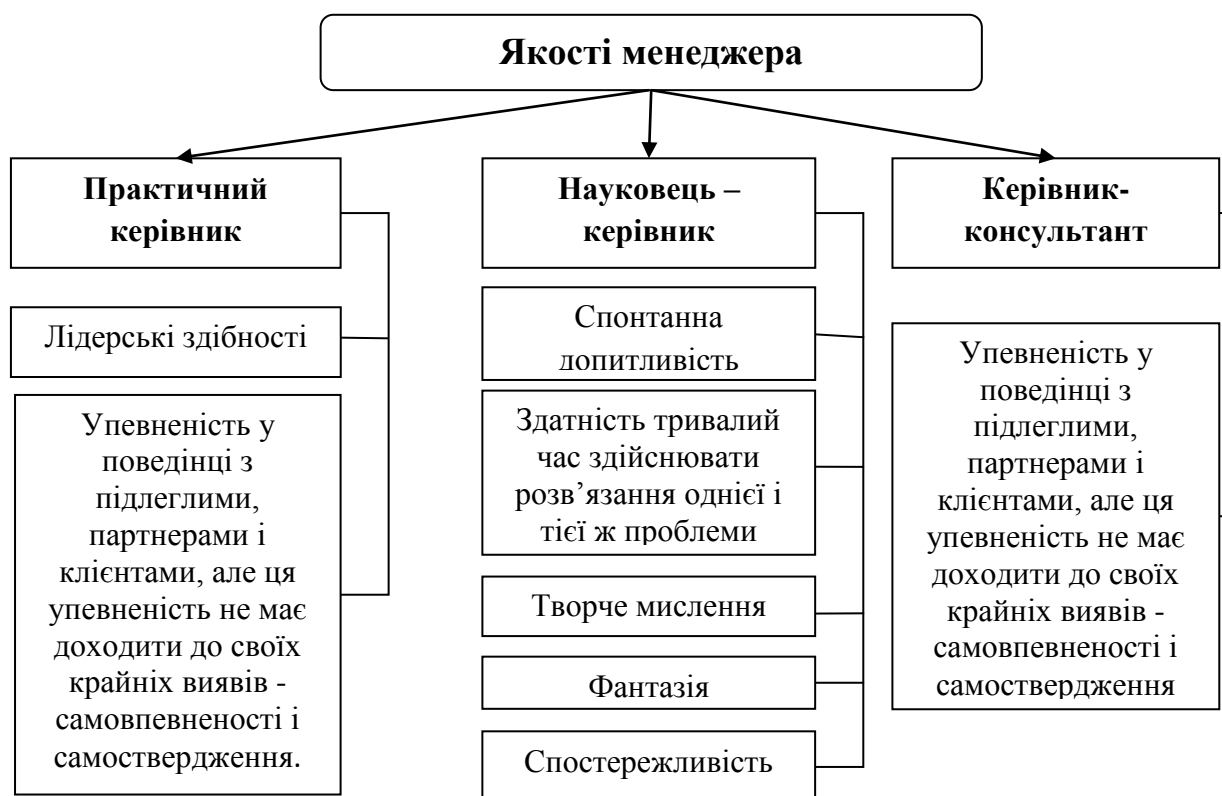 Якості менеджера
Практичний
керівник
Лідерські здібності
Упевненість у
поведінці з
підлеглими,
партнерами і
клієнтами, але ця
упевненість не має
доходити до своїх
крайніх виявів -
самовпевненості і
самоствердження.
Науковець –
керівник
Спонтанна
допитливість
Здатність тривалий
час здійснювати
розв’язання однієї і
тієї ж проблеми
Творче мислення
Фантазія
Спостережливість
Керівник-
консультант
Упевненість у
поведінці з
підлеглими,
партнерами і
клієнтами, але ця
упевненість не має
доходити до своїх
крайніх виявів -
самовпевненості і
самоствердження